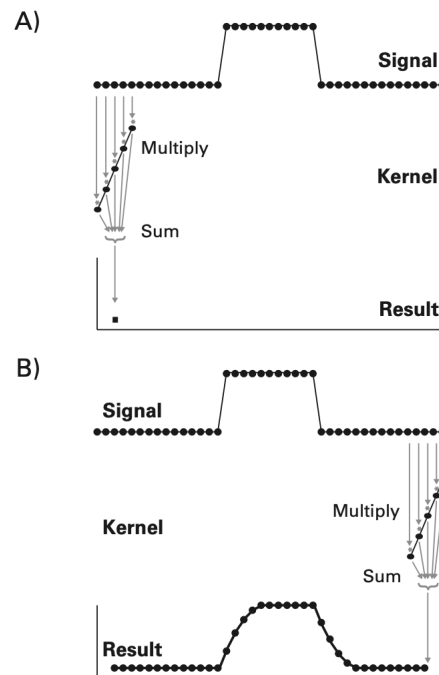 A)
Signal
Multiply
Kernel
Sum
Result
B)
Signal
Kernel
Multiply
Sum
Result